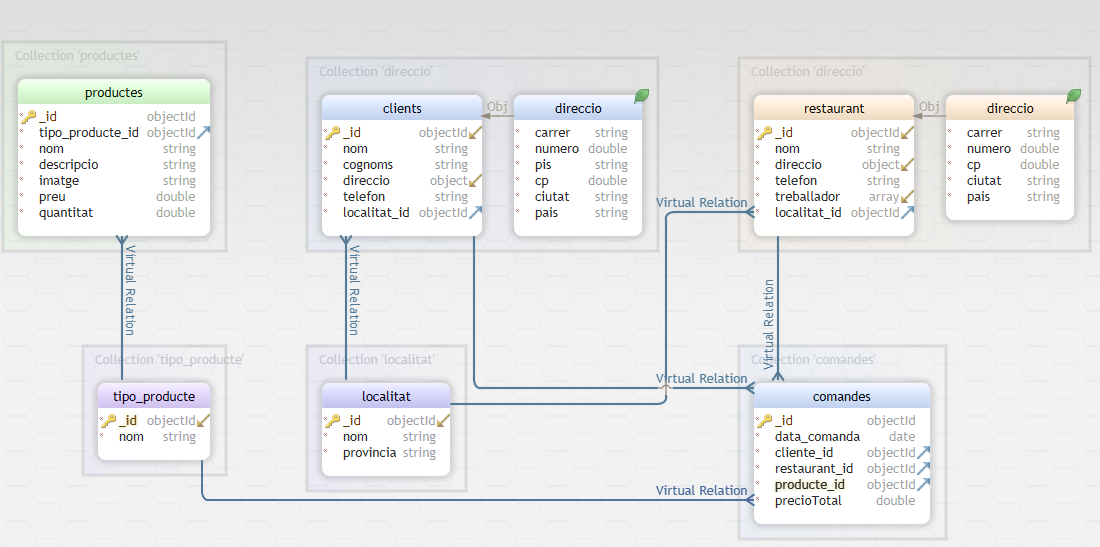 Collection 'productes'
productes
_id objectId
tipo_producte_id objectId
nom string
descripcio string
imatge string
preu double
quantitat double
Virtual Relation
Collection 'direccio'
clients
_id objectId
nom string
cognoms string
direccio object
telefon string
localitat_id objectId
Obj
direccio
carrer string
numero double
pis string
cp double
ciutat string
pais string
Virtual Relation
Virtual Relation
Collection 'direccio'
restaurant
_id objectId
nom string
direccio object
telefon string
treballador array
localitat_id objectId
Obj
direccio
carrer string
numero double
cp double
ciutat string
pais string
Virtual Relation
Collection 'tipo_producte'
tipo_producte
_id objectId
nom string
Collection 'localitat'
localitat
_id objectId
nom string
provincia string
Virtual Relation
Virtual Relation
Collection 'comandes'
comandes
_id objectId
data_comanda date
cliente_id objectId
restaurant_id objectId
producte_id objectId
precioTotal double